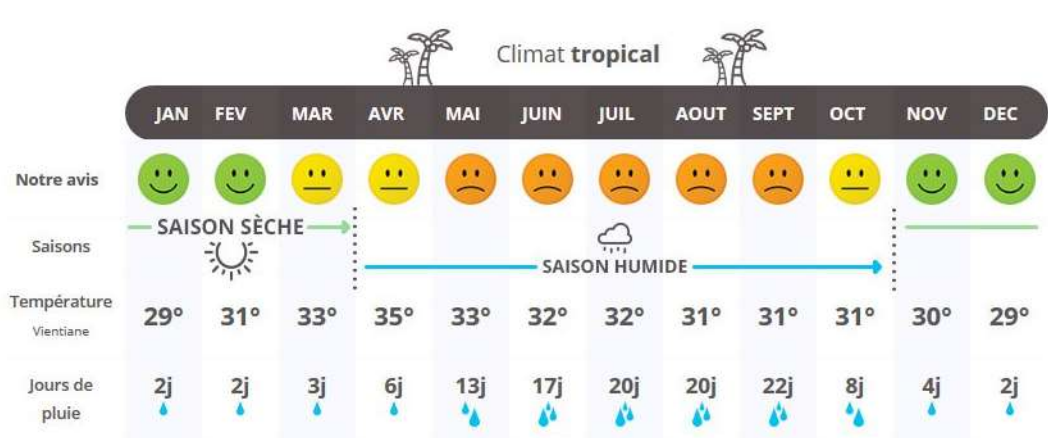 Climat tropical
JAN FEV MAR AVR MAI JUIN JUIL AOUT SEPT OCT NOV DEC
Notre avis
SAISON SÈCHE
Saisons
SAISON HUMIDE
Température
Vientiane
29° 31° 33° 35° 33° 32° 32° 31° 31° 31° 30° 29°
Jours de
pluie
2j 2j 3j 6j 13j 17j 20j 20j 22j 8j 4j 2j